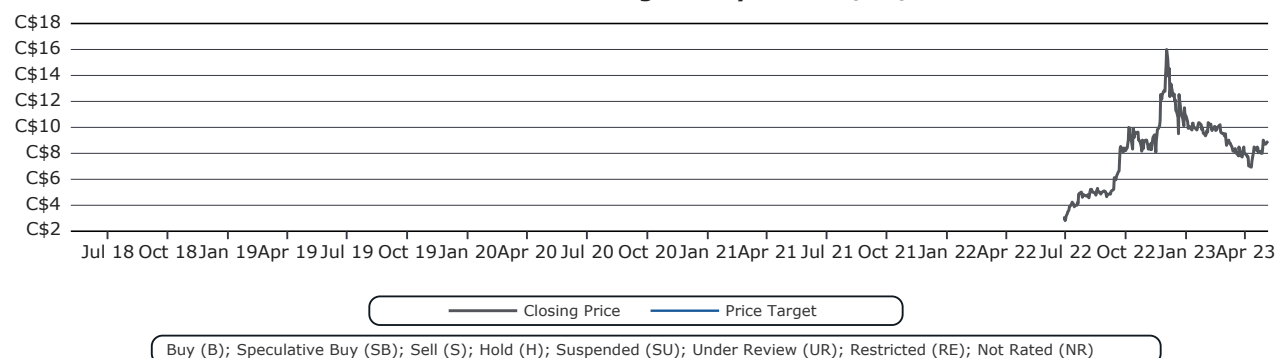 C$18
C$16
C$14
C$12
C$10
C$8
C$6
C$4
C$2
Jul 18 Oct 18 Jan 19 Apr 19 Jul 19 Oct 19 Jan 20 Apr 20 Jul 20 Oct 20 Jan 21 Apr 21 Jul 21 Oct 21 Jan 22 Apr 22 Jul 22 Oct 22 Jan 23 Apr 23
Closing Price Price Target
Buy (B); Speculative Buy (SB); Sell (S); Hold (H); Suspended (SU); Under Review (UR); Restricted (RE); Not Rated (NR)